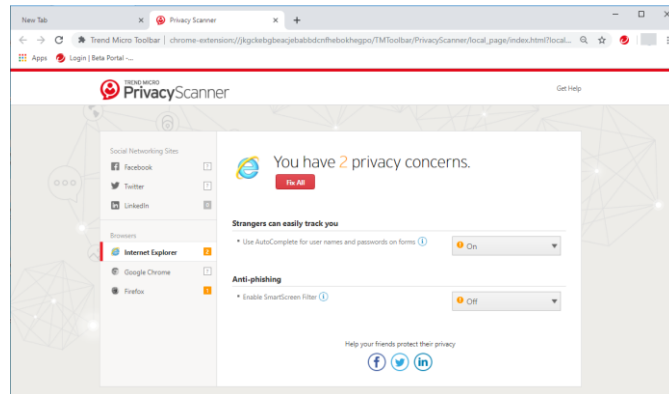 New Tab
Privacy Scanner
Trend Micro Toolbar | chrome-extension://jkgckebgbeacjebabbdcnfhebokhegpo/TMToolbar/PrivacyScanner/local_page/index.html?local...
Apps
Login | Beta Portal -...
TREND MICRO
PrivacyScanner
Get Help
Social Networking Sites
Facebook
Twitter
LinkedIn
Browsers
Internet Explorer 2
Google Chrome
Firefox
You have 2 privacy concerns.
Fix All
Strangers can easily track you
• Use AutoComplete for user names and passwords on forms
On
Anti-phishing
• Enable SmartScreen Filter
Off
Help your friends protect their privacy